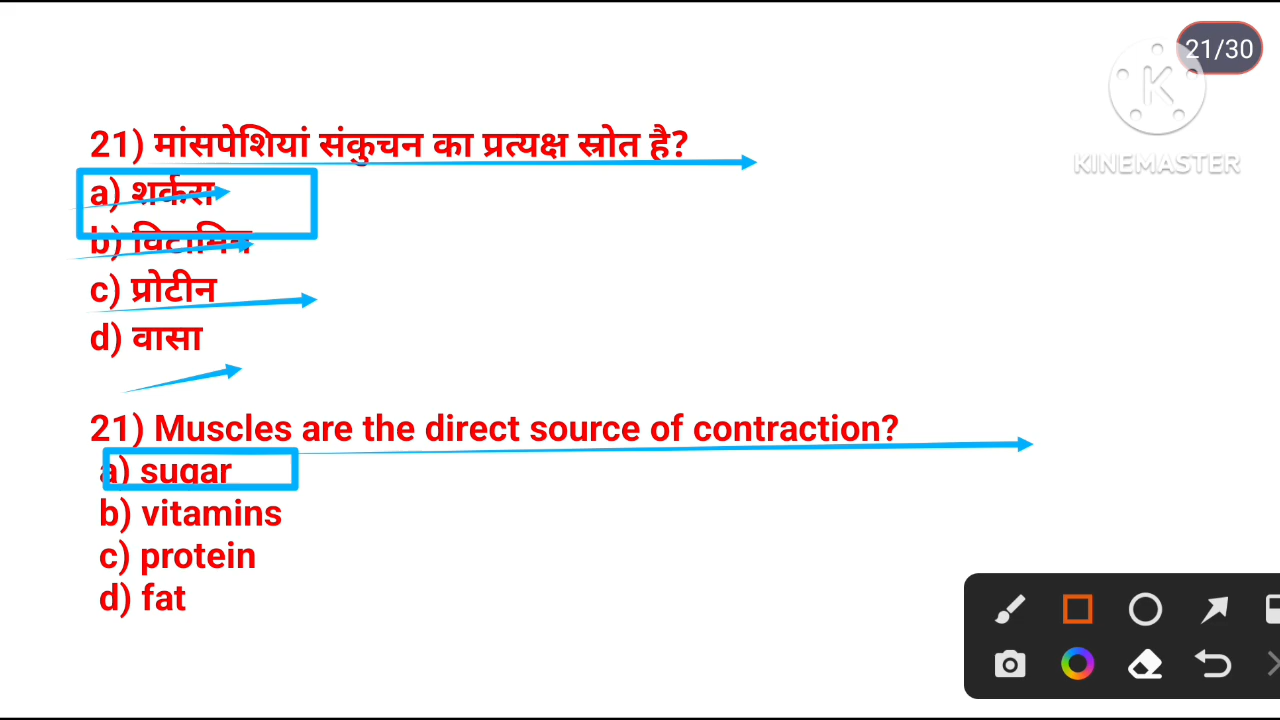 21/30
KINEMASTER
21) मांसपेशियां संकुचन का प्रत्यक्ष स्रोत है?
a) शर्करा
b) विटामिन
c) प्रोटीन
d) वासा
21) Muscles are the direct source of contraction?
a) sugar
b) vitamins
c) protein
d) fat